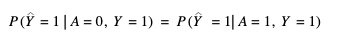 P(Ŷ = 1 | A = 0, Y = 1) = P(Ŷ = 1| A = 1, Y = 1)